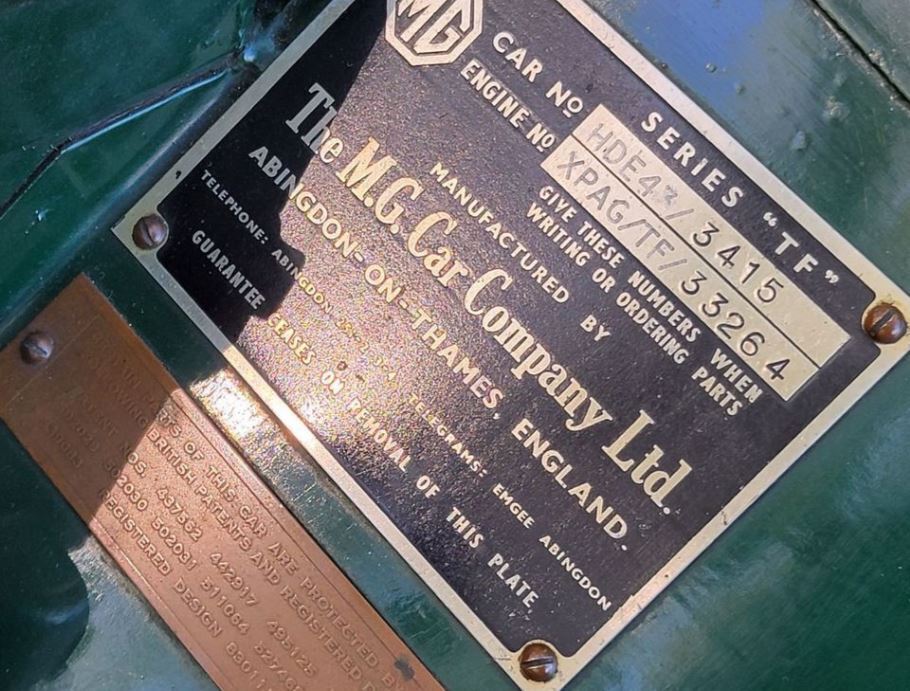 MG
SERIES "TF"
CAR No HDE43/3415
ENGINE No XPAG/TF/33264
GIVE THESE NUMBERS WHEN
WRITING OR ORDERING PARTS
MANUFACTURED BY
The M.G. Car Company Ltd.
ABINGDON-ON-THAMES, ENGLAND.
TELEPHONE: ABINGDON TELEGRAMS: EMGEE ABINGDON
GUARANTEE CEASES ON REMOVAL OF THIS PLATE
OF THIS CAR ARE PROTECTED BY
BRITISH PATENTS AND REGISTERED
NOS. 437562 442917 495125
502030 502031 511064
REGISTERED DESIGN